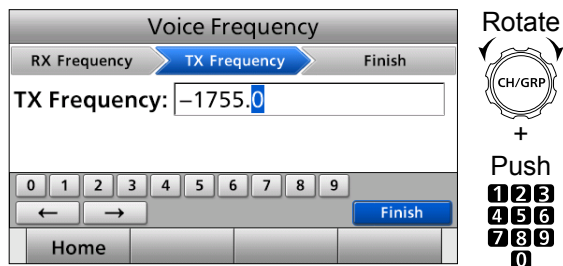 Voice Frequency
RX Frequency TX Frequency Finish
TX Frequency: –1755.0
0 1 2 3 4 5 6 7 8 9
← → Finish
Home
Rotate
CH/GRP
+
Push
1 2 3
4 5 6
7 8 9
0